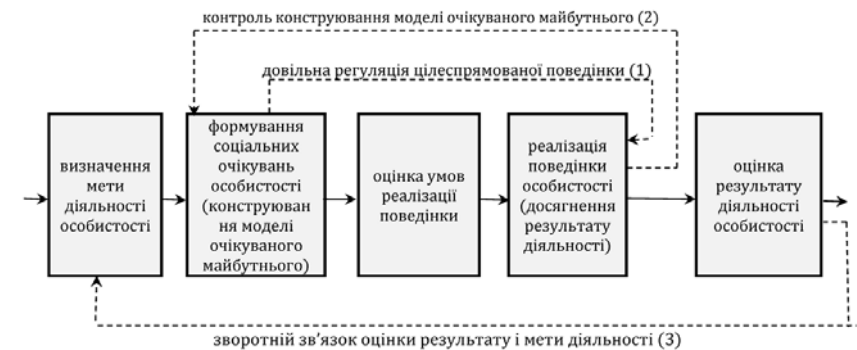 контроль конструювання моделі очікуваного майбутнього (2)
довільна регуляція цілеспрямованої поведінки (1)
визначення
мети
діяльності
особистості
формування
соціальних
очікувань
особистості
(конструюван
ня моделі
очікуваного
майбутнього)
оцінка умов
реалізації
поведінки
реалізація
поведінки
особистості
(досягнення
результату
діяльності)
оцінка
результату
діяльності
особистості
зворотній зв'язок оцінки результату і мети діяльності (3)